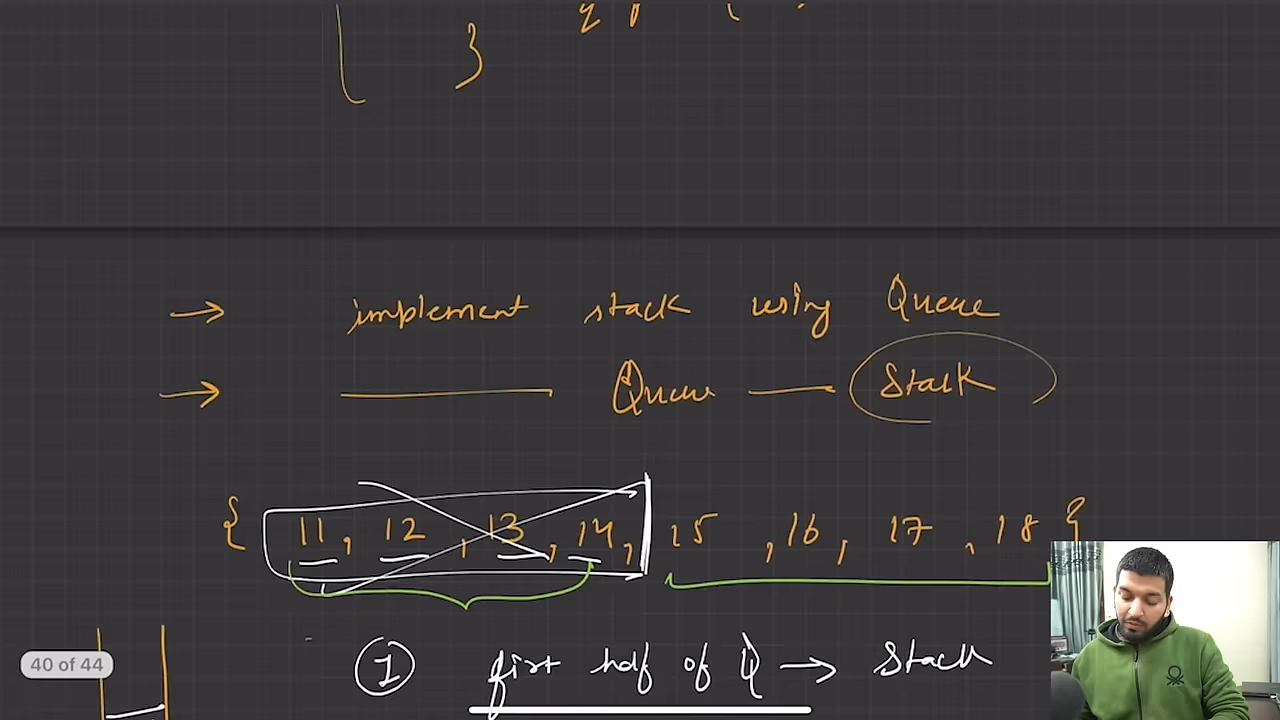 }
→ implement stack using Queue
→ ——— Queue —— Stack
{ 11, 12, 13, 14, 15, 16, 17, 18 }
① first half of Q → Stack
40 of 44